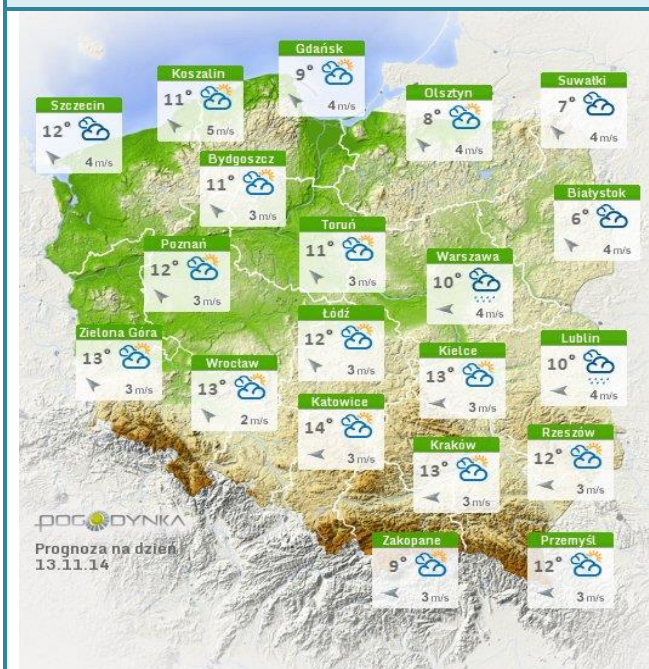 Gdańsk
9°
4 m/s
Koszalin
11°
5 m/s
Szczecin
12°
4 m/s
Olsztyn
8°
4 m/s
Suwałki
7°
4 m/s
Bydgoszcz
11°
3 m/s
Białystok
6°
4 m/s
Toruń
11°
3 m/s
Poznań
12°
3 m/s
Warszawa
10°
4 m/s
Łódź
12°
3 m/s
Zielona Góra
13°
3 m/s
Wrocław
13°
2 m/s
Kielce
13°
3 m/s
Lublin
10°
4 m/s
Katowice
14°
3 m/s
Kraków
13°
3 m/s
Rzeszów
12°
3 m/s
POGODYNKA
Prognoza na dzień
13.11.14
Zakopane
9°
3 m/s
Przemyśl
12°
3 m/s